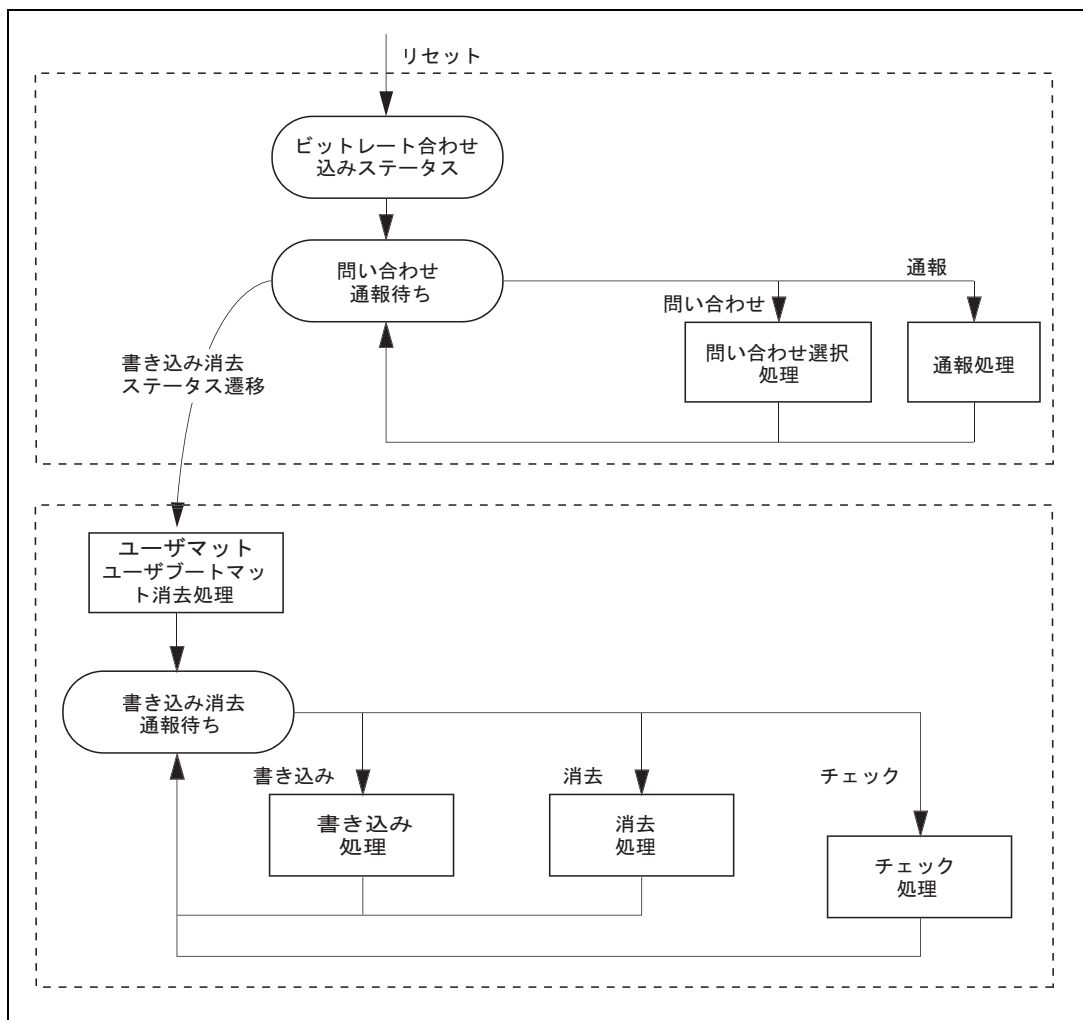 リセット
ビットレート合わせ
込みステータス
問い合わせ
通報待ち
通報
問い合わせ
問い合わせ選択
処理
通報処理
書き込み消去
ステータス遷移
ユーザマット
ユーザブートマッ
ト消去処理
書き込み消去
通報待ち
書き込み
消去
チェック
書き込み
処理
消去
処理
チェック
処理